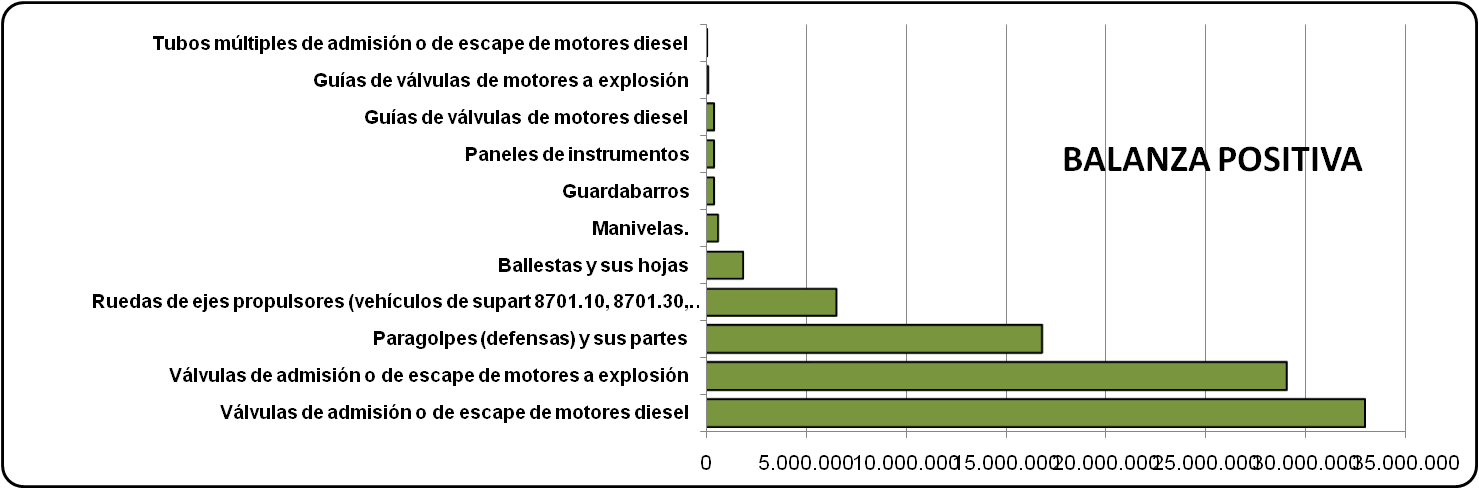 Tubos múltiples de admisión o de escape de motores diesel
Guías de válvulas de motores a explosión
Guías de válvulas de motores diesel
Paneles de instrumentos
BALANZA POSITIVA
Guardabarros
Manivelas.
Ballestas y sus hojas
Ruedas de ejes propulsores (vehículos de supart 8701.10, 8701.30,..
Paragolpes (defensas) y sus partes
Válvulas de admisión o de escape de motores a explosión
Válvulas de admisión o de escape de motores diesel
0 5.000.000 10.000.000 15.000.000 20.000.000 25.000.000 30.000.000 35.000.000